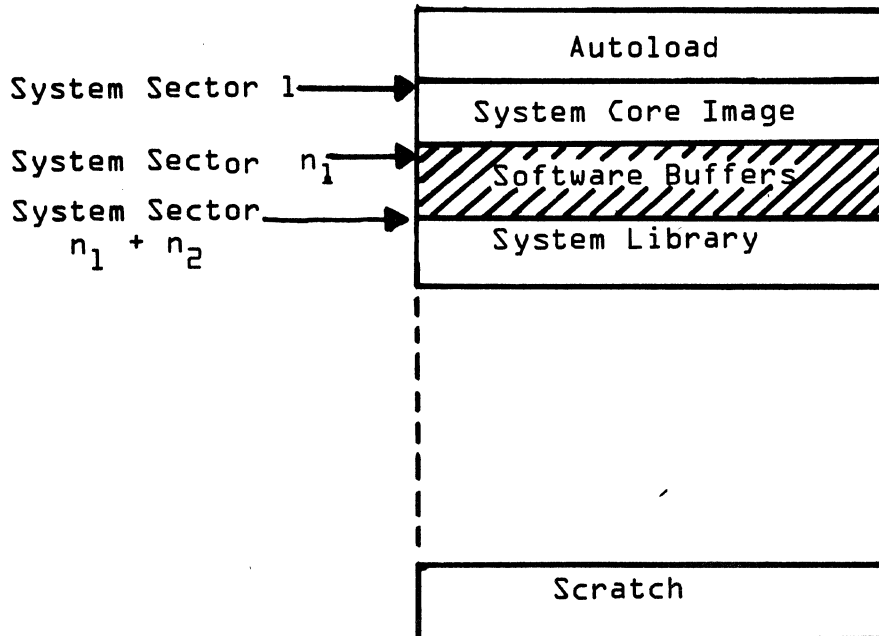 Autoload
System Sector 1
System Core Image
System Sector n₁
Software Buffers
System Sector
n₁ + n₂
System Library
Scratch